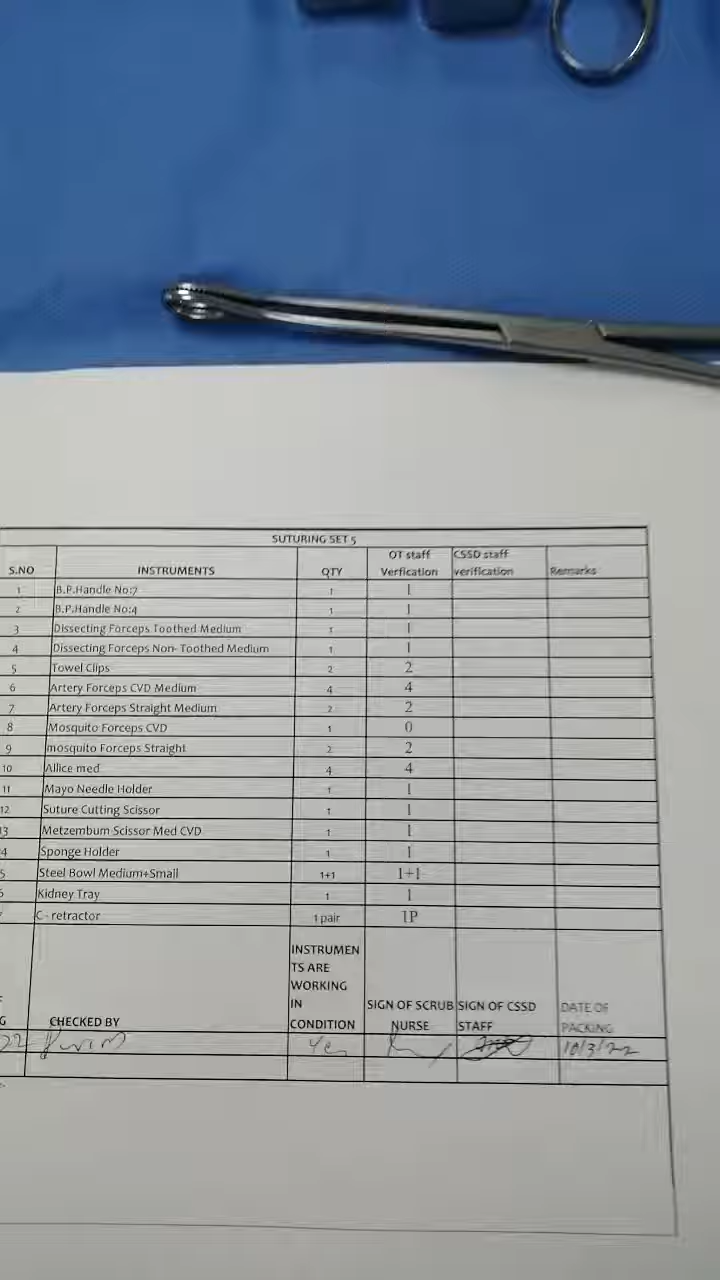 SUTURING SET 5
S.NO INSTRUMENTS QTY OT staff Verfication CSSD staff verification Remarks
1 B.P.Handle No:7 1 1
2 B.P.Handle No:4 1 1
3 Dissecting Forceps Toothed Medium 1 1
4 Dissecting Forceps Non- Toothed Medium 1 1
5 Towel Clips 2 2
6 Artery Forceps CVD Medium 4 4
7 Artery Forceps Straight Medium 2 2
8 Mosquito Forceps CVD 1 0
9 mosquito Forceps Straight 2 2
10 Allice med 4 4
11 Mayo Needle Holder 1 1
12 Suture Cutting Scissor 1 1
13 Metzembum Scissor Med CVD 1 1
4 Sponge Holder 1 1
5 Steel Bowl Medium+Small 1+1 1+1
Kidney Tray 1 1
C- retractor 1 pair 1P
G CHECKED BY INSTRUMEN TS ARE WORKING IN CONDITION SIGN OF SCRUB NURSE SIGN OF CSSD STAFF DATE OF PACKING
22 Yes 10/3/22